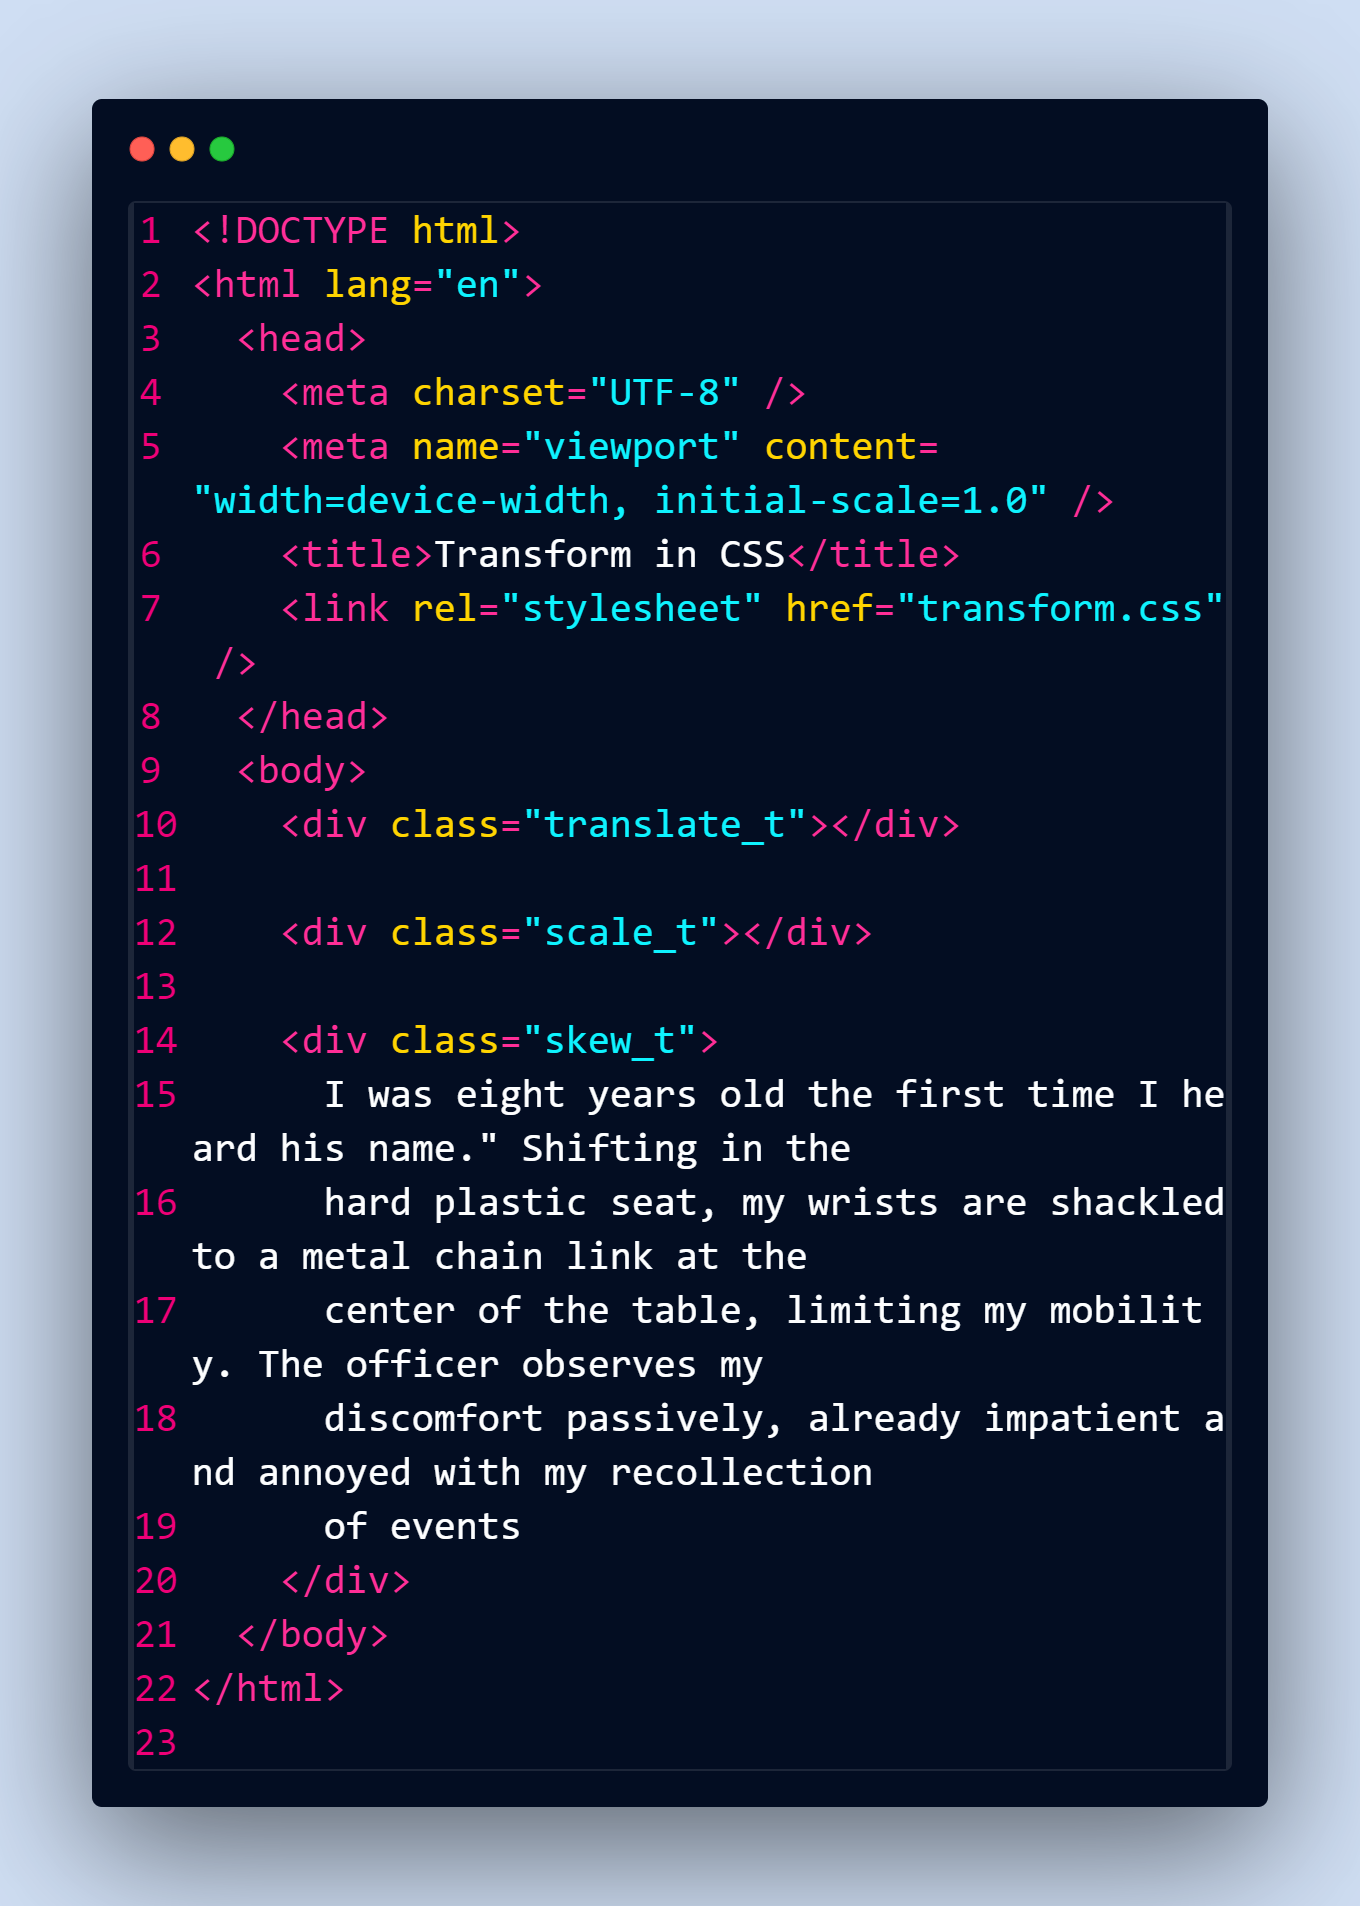 1 <!DOCTYPE html>
2 <html lang="en">
3   <head>
4     <meta charset="UTF-8" />
5     <meta name="viewport" content=
"width=device-width, initial-scale=1.0" />
6     <title>Transform in CSS</title>
7     <link rel="stylesheet" href="transform.css"
 />
8   </head>
9   <body>
10     <div class="translate_t"></div>
11
12     <div class="scale_t"></div>
13
14     <div class="skew_t">
15       I was eight years old the first time I he
ard his name." Shifting in the
16       hard plastic seat, my wrists are shackled
to a metal chain link at the
17       center of the table, limiting my mobilit
y. The officer observes my
18       discomfort passively, already impatient a
nd annoyed with my recollection
19       of events
20     </div>
21   </body>
22 </html>
23